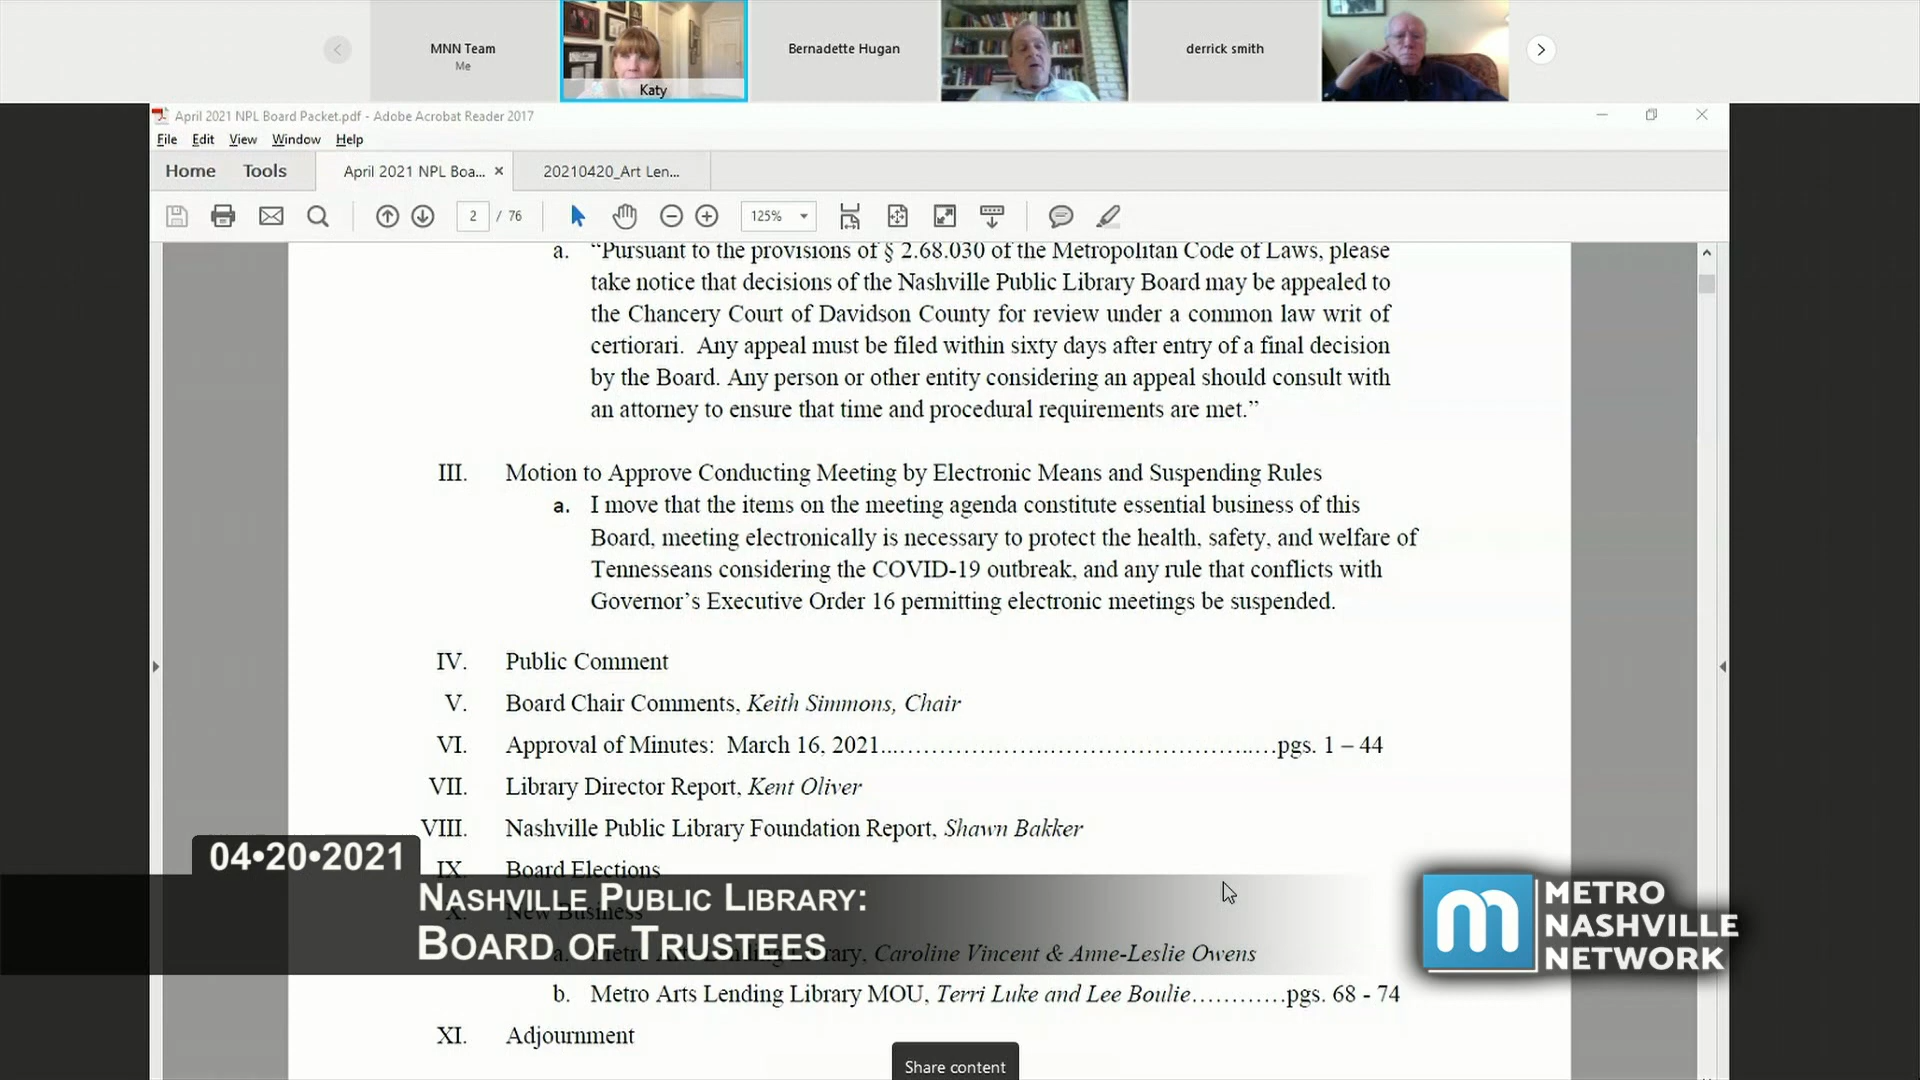 MNN Team
Me
Katy
Bernadette Hugan
derrick smith
April 2021 NPL Board Packet.pdf - Adobe Acrobat Reader 2017
File Edit View Window Help
Home Tools April 2021 NPL Boa... × 20210420_Art Len...
2 / 76 125%
a. “Pursuant to the provisions of § 2.68.030 of the Metropolitan Code of Laws, please
take notice that decisions of the Nashville Public Library Board may be appealed to
the Chancery Court of Davidson County for review under a common law writ of
certiorari. Any appeal must be filed within sixty days after entry of a final decision
by the Board. Any person or other entity considering an appeal should consult with
an attorney to ensure that time and procedural requirements are met.”
III. Motion to Approve Conducting Meeting by Electronic Means and Suspending Rules
a. I move that the items on the meeting agenda constitute essential business of this
Board, meeting electronically is necessary to protect the health, safety, and welfare of
Tennesseans considering the COVID-19 outbreak, and any rule that conflicts with
Governor’s Executive Order 16 permitting electronic meetings be suspended.
IV. Public Comment
V. Board Chair Comments, Keith Simmons, Chair
VI. Approval of Minutes: March 16, 2021...……………….…………………….…pgs. 1 – 44
VII. Library Director Report, Kent Oliver
VIII. Nashville Public Library Foundation Report, Shawn Bakker
IX. Board Elections
X. New Business
a. Library, Caroline Vincent & Anne-Leslie Owens
b. Metro Arts Lending Library MOU, Terri Luke and Lee Boulie…………pgs. 68 - 74
XI. Adjournment
04•20•2021
Nashville Public Library:
Board of Trustees
m METRO
NASHVILLE
NETWORK
Share content